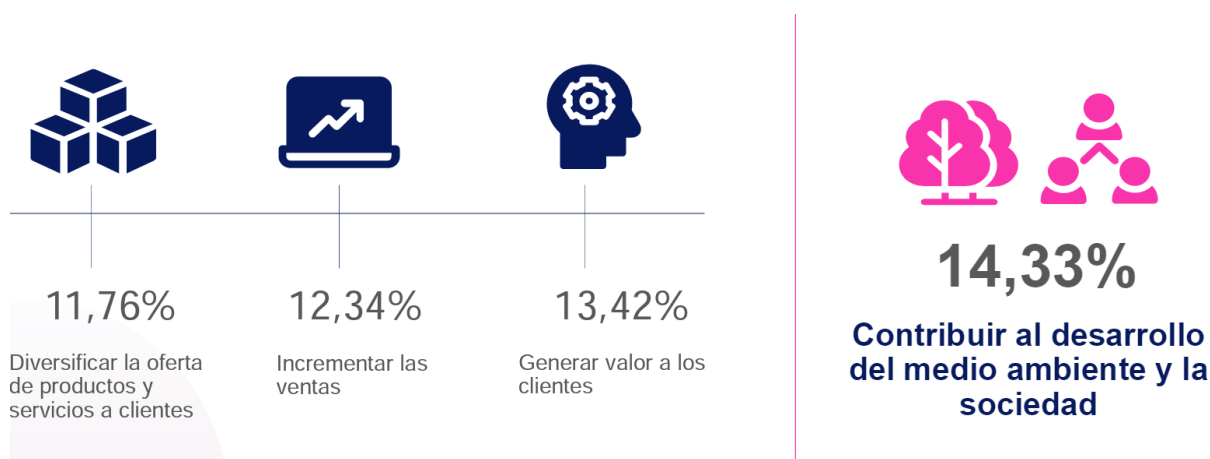 11,76%
Diversificar la oferta
de productos y
servicios a clientes
12,34%
Incrementar las
ventas
13,42%
Generar valor a los
clientes
14,33%
Contribuir al desarrollo
del medio ambiente y la
sociedad